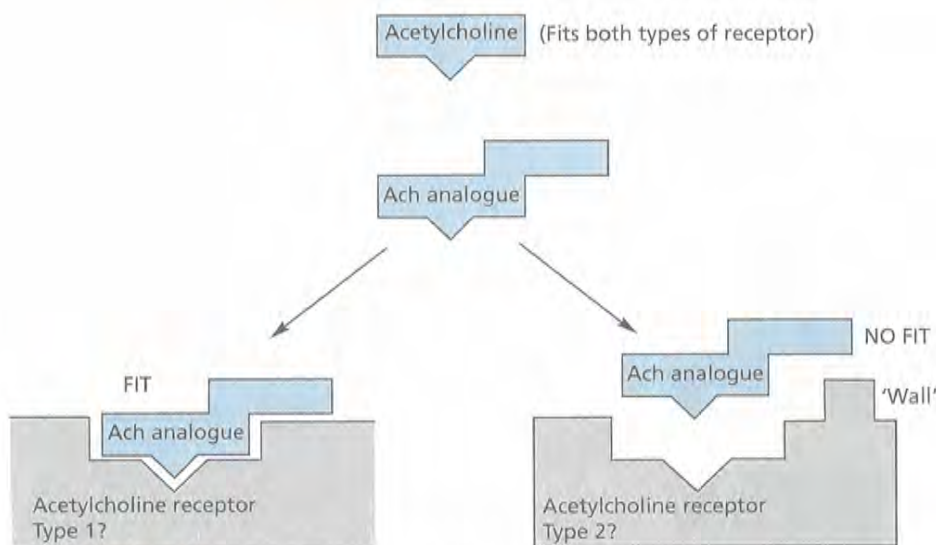 Acetylcholine (Fits both types of receptor)
Ach analogue
NO FIT
FIT
Ach analogue
'Wall'
Ach analogue
Acetylcholine receptor
Type 1?
Acetylcholine receptor
Type 2?